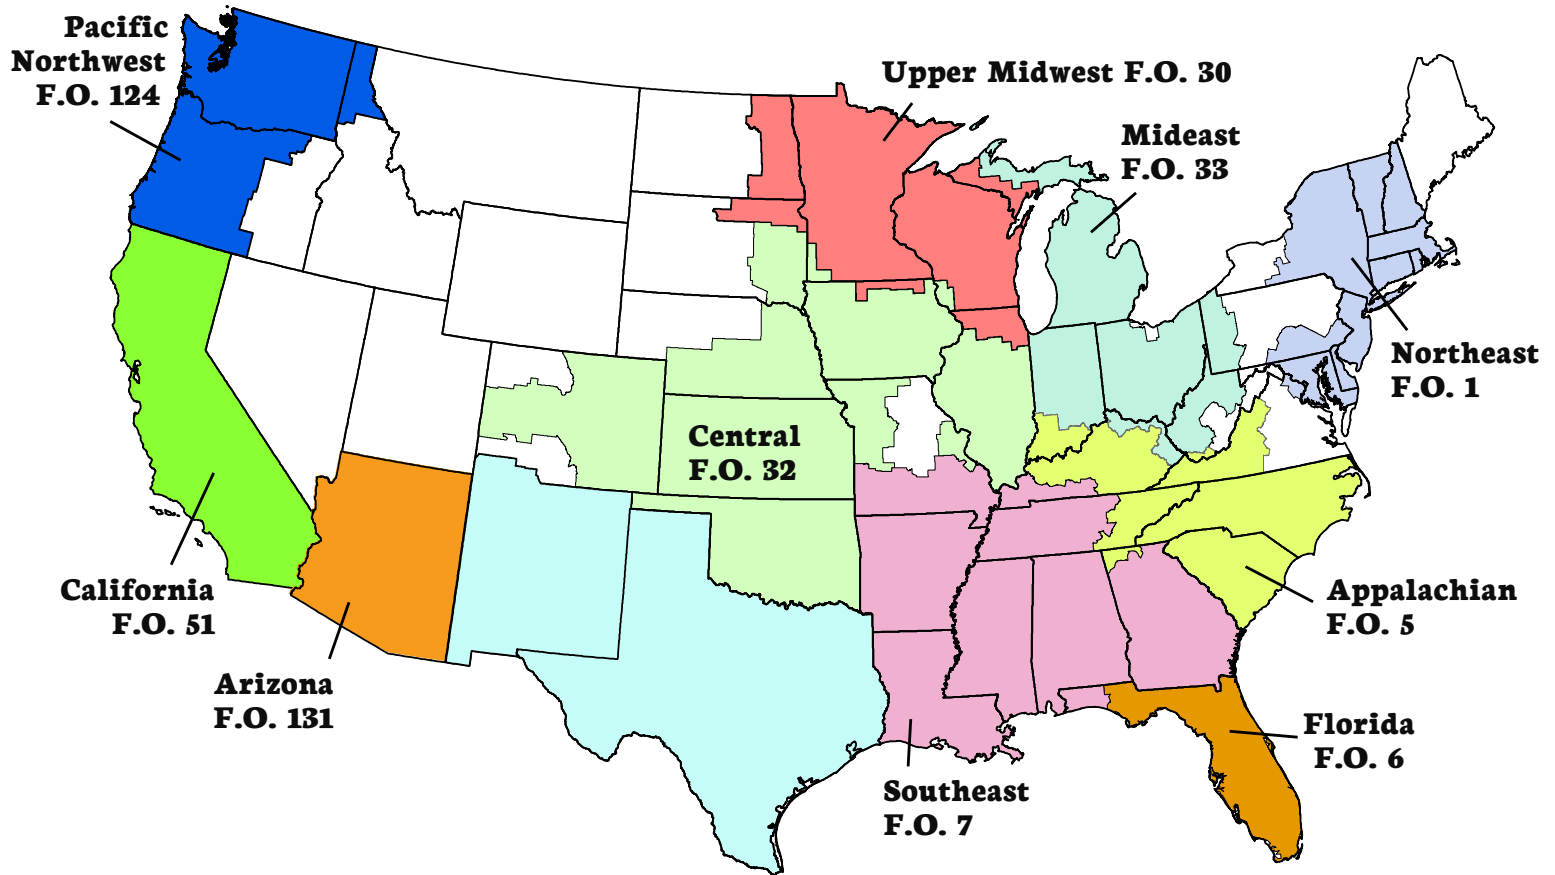 Pacific
Northwest
F.O. 124
Upper Midwest F.O. 30
Mideast
F.O. 33
Northeast
F.O. 1
Central
F.O. 32
California
F.O. 51
Appalachian
F.O. 5
Arizona
F.O. 131
Florida
F.O. 6
Southeast
F.O. 7